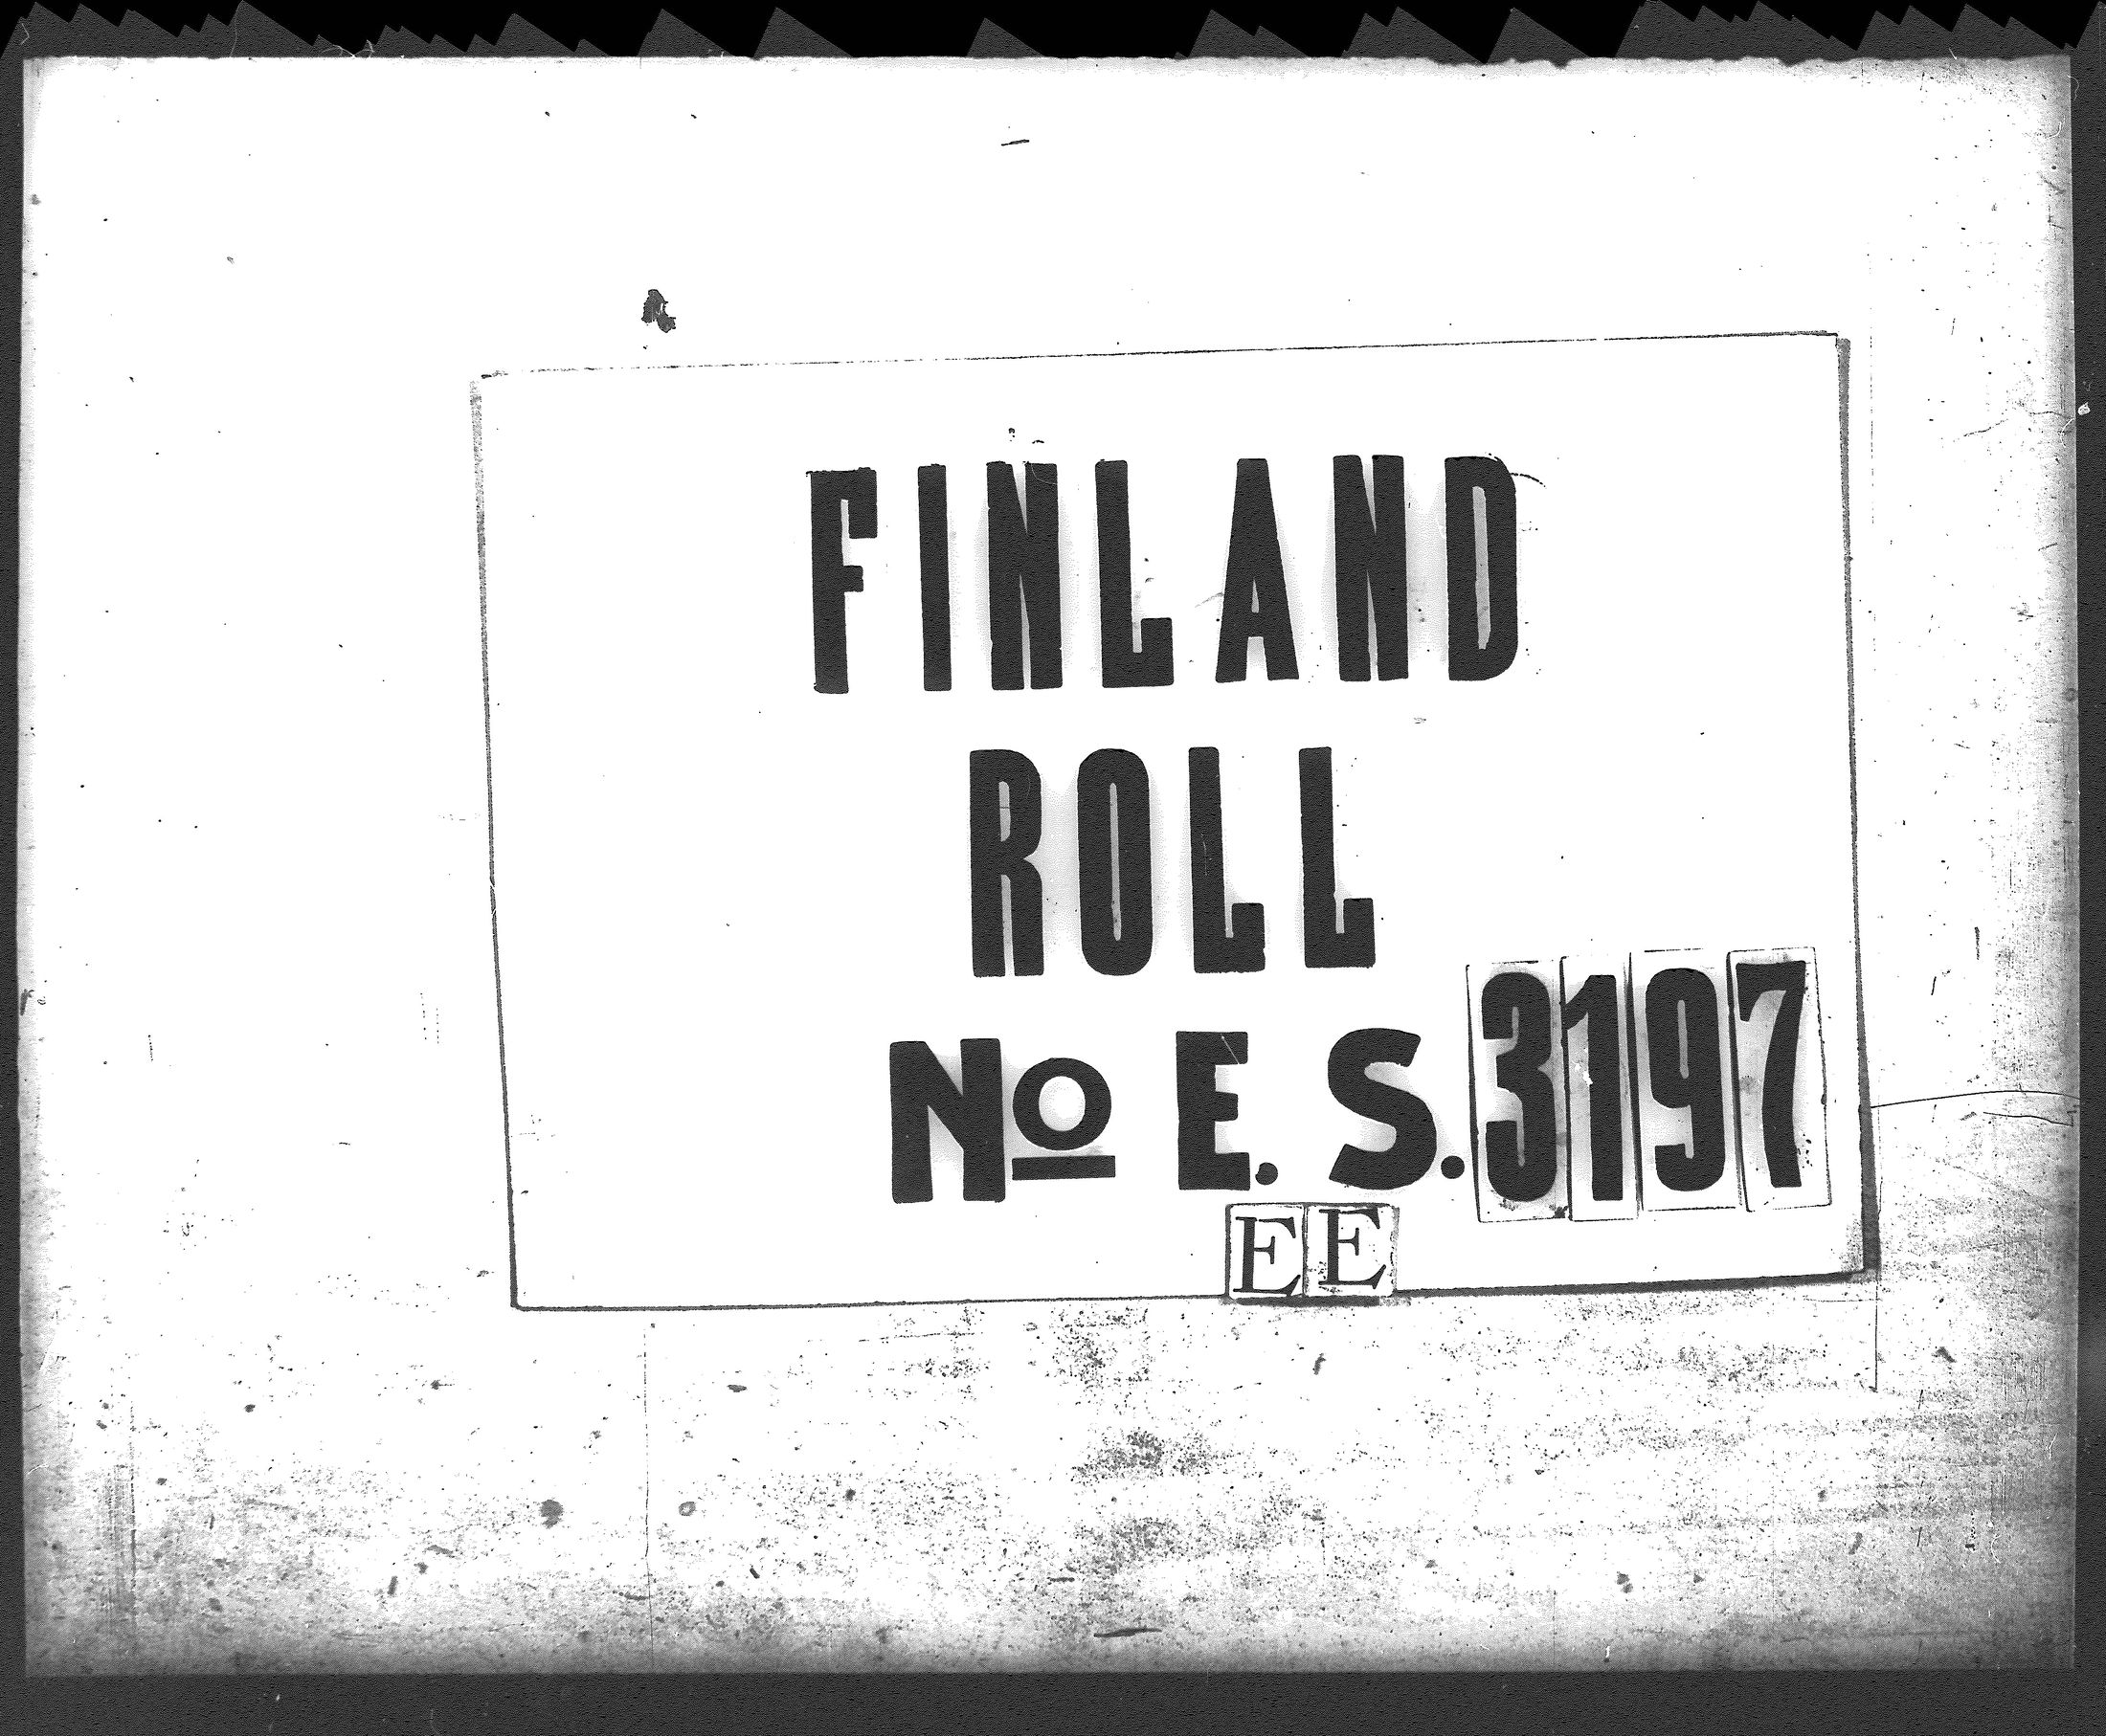 FINLAND
ROLL
No E. S. 3197
EE